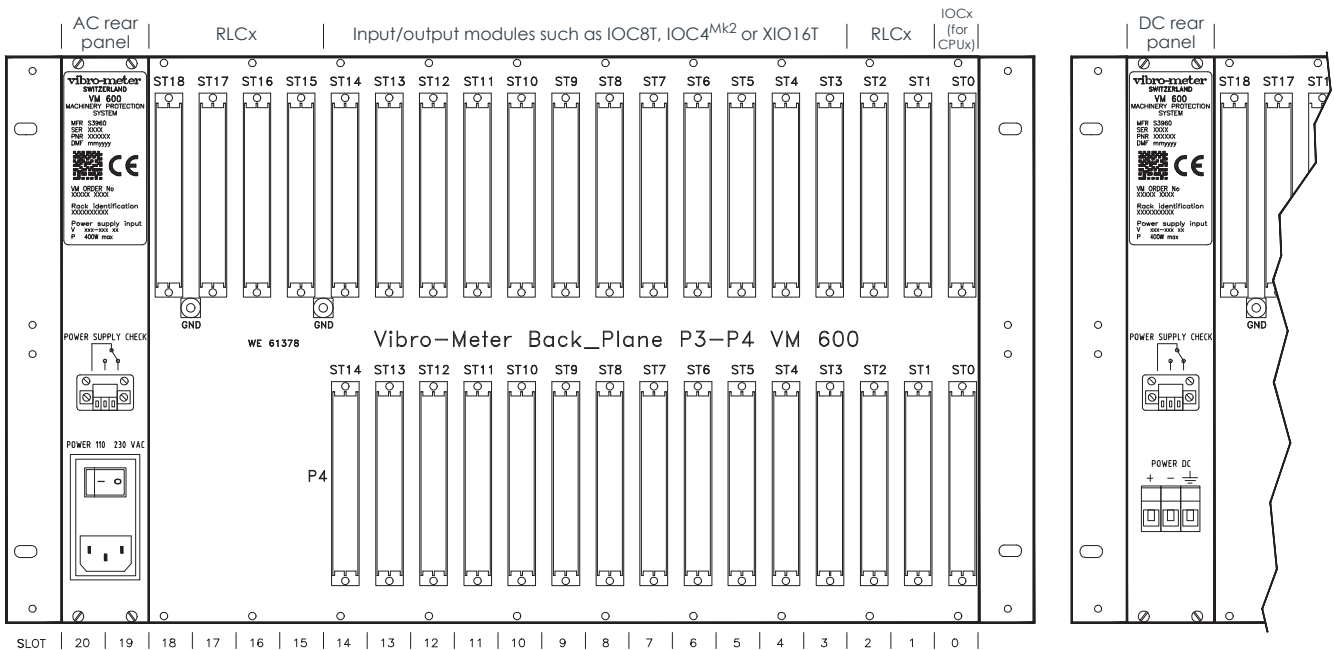 AC rear
panel
RLCx
Input/output modules such as IOC8T, IOC4Mk2 or XIO16T
RLCx
IOCx
(for
CPUx)
DC rear
panel
vibro-meter
SWITZERLAND
VM 600
MACHINERY PROTECTION
SYSTEM
MFR S3960
SER XXXX
PNR XXXXXX
DMF mmyyyy
CE
VM ORDER No
XXXXX XXXX
Rack identification
XXXXXXXXXX
Power supply input
V xxx-xxx xx
P 400W max
ST18 ST17 ST16 ST15 ST14 ST13 ST12 ST11 ST10 ST9 ST8 ST7 ST6 ST5 ST4 ST3 ST2 ST1 ST0
GND
GND
POWER SUPPLY CHECK
WE 61378
Vibro-Meter Back_Plane P3-P4 VM 600
ST14 ST13 ST12 ST11 ST10 ST9 ST8 ST7 ST6 ST5 ST4 ST3 ST2 ST1 ST0
POWER 110 230 VAC
P4
SLOT 20 19 18 17 16 15 14 13 12 11 10 9 8 7 6 5 4 3 2 1 0
vibro-meter
SWITZERLAND
VM 600
MACHINERY PROTECTION
SYSTEM
MFR S3960
SER XXXX
PNR XXXXXX
DMF mmyyyy
CE
VM ORDER No
XXXXX XXXX
Rack identification
XXXXXXXXXX
Power supply input
V xxx-xxx xx
P 400W max
ST18 ST17 ST1
GND
POWER SUPPLY CHECK
POWER DC
+ −